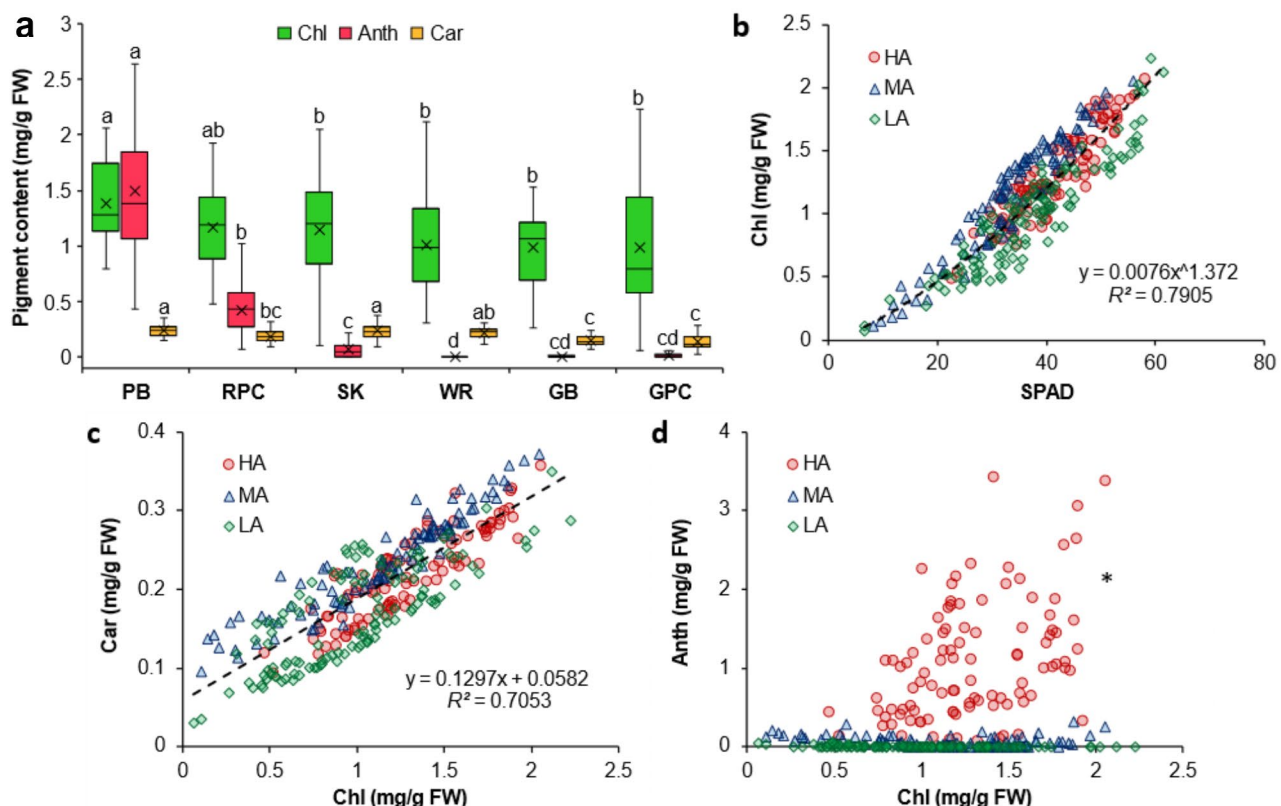 a
Chl Anth Car
Pigment content (mg/g FW)
3
2.5
2
1.5
1
0.5
0
a a a
ab b bc
b c a
b d ab
b cd c
b cd c
PB RPC SK WR GB GPC
b
HA
MA
LA
Chl (mg/g FW)
2.5
2
1.5
1
0.5
0
y = 0.0076x^1.372
R² = 0.7905
0 20 40 60 80
SPAD
c
HA
MA
LA
Car (mg/g FW)
0.4
0.3
0.2
0.1
0
y = 0.1297x + 0.0582
R² = 0.7053
0 0.5 1 1.5 2 2.5
Chl (mg/g FW)
d
HA
MA
LA
Anth (mg/g FW)
4
3
2
1
0
*
0 0.5 1 1.5 2 2.5
Chl (mg/g FW)